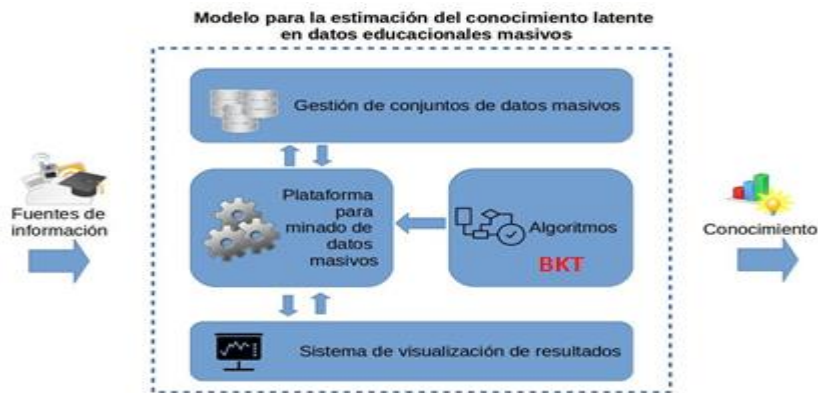 Modelo para la estimación del conocimiento latente
en datos educacionales masivos
Gestión de conjuntos de datos masivos
Fuentes de
información
Plataforma
para
minado de
datos
masivos
Algoritmos
BKT
Conocimiento
Sistema de visualización de resultados